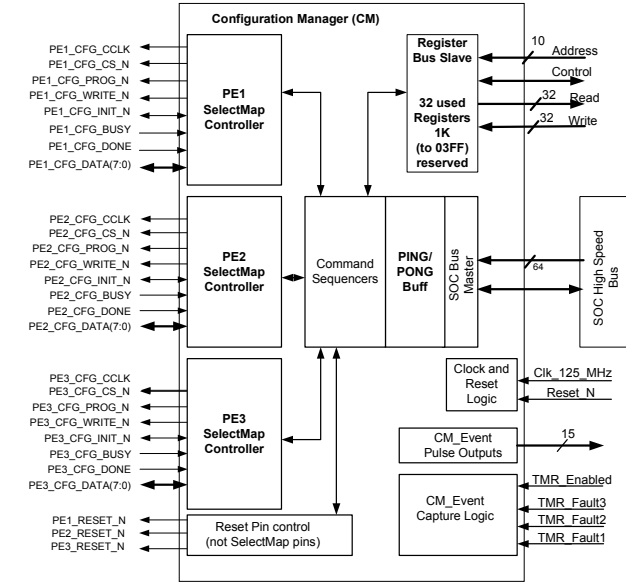 Configuration Manager (CM)
PE1_CFG_CCLK
PE1_CFG_CS_N
PE1_CFG_PROG_N
PE1_CFG_WRITE_N
PE1_CFG_INIT_N
PE1_CFG_BUSY
PE1_CFG_DONE
PE1_CFG_DATA(7:0)
PE1
SelectMap
Controller
Register
Bus Slave
32 used
Registers
1K
(to 03FF)
reserved
10
Address
Control
32
Read
32
Write
PE2_CFG_CCLK
PE2_CFG_CS_N
PE2_CFG_PROG_N
PE2_CFG_WRITE_N
PE2_CFG_INIT_N
PE2_CFG_BUSY
PE2_CFG_DONE
PE2_CFG_DATA(7:0)
PE2
SelectMap
Controller
Command
Sequencers
PING/
PONG
Buff
SOC Bus
Master
64
SOC High Speed
Bus
PE3_CFG_CCLK
PE3_CFG_CS_N
PE3_CFG_PROG_N
PE3_CFG_WRITE_N
PE3_CFG_INIT_N
PE3_CFG_BUSY
PE3_CFG_DONE
PE3_CFG_DATA(7:0)
PE3
SelectMap
Controller
Clock and
Reset
Logic
Clk_125_MHz
Reset_N
CM_Event
Pulse Outputs
15
CM_Event
Capture Logic
TMR_Enabled
TMR_Fault3
TMR_Fault2
TMR_Fault1
PE1_RESET_N
PE2_RESET_N
PE3_RESET_N
Reset Pin control
(not SelectMap pins)